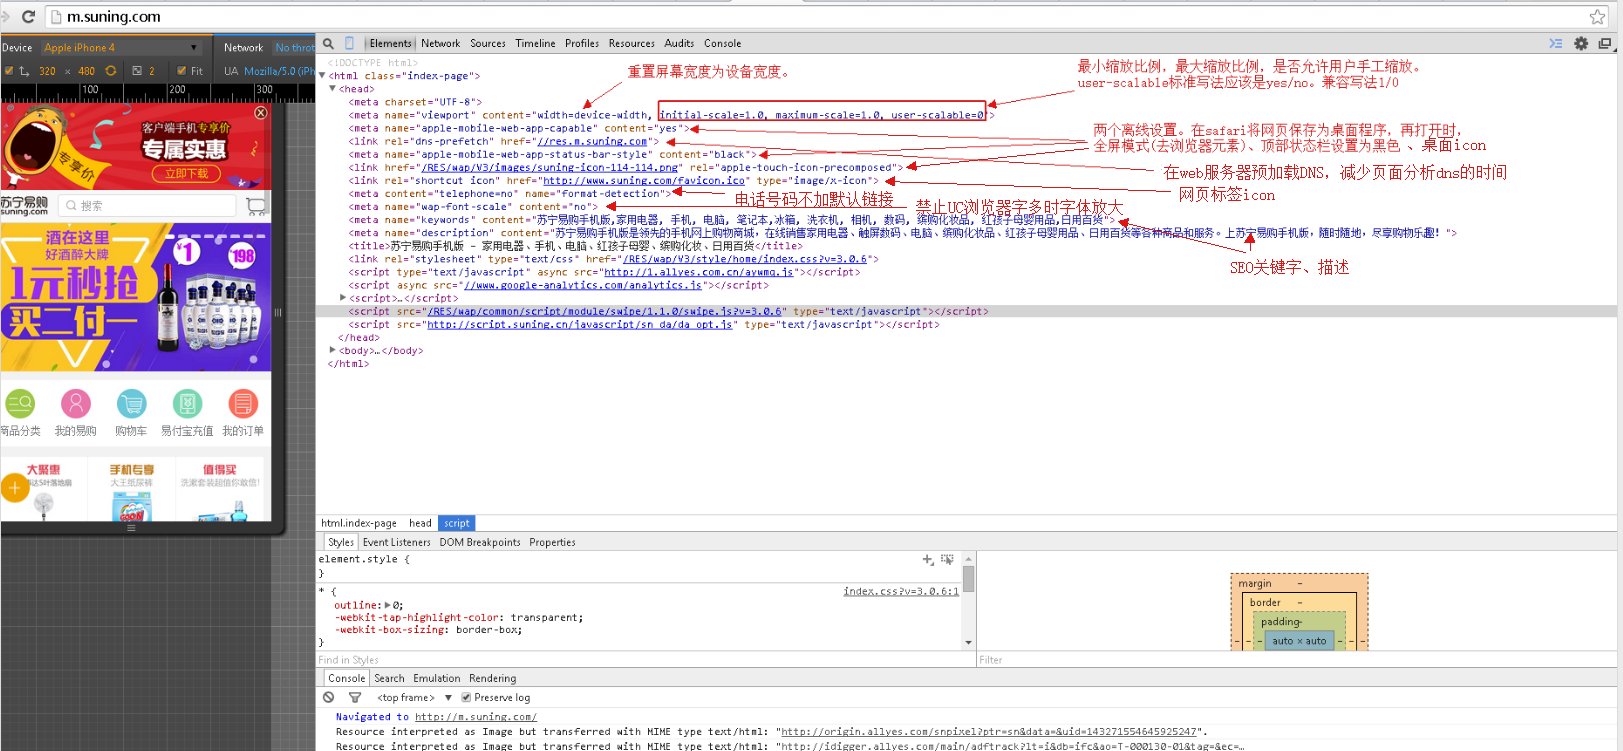 m.suning.com
Device Apple iPhone 4 ▼ Network No throt
320 × 480 2 Fit UA Mozilla/5.0 (iPh
100 200 300
客户端手机专享价
专属实惠
立即下载
专享价
苏宁易购
suning.com
搜索
酒在这里
好酒醉大牌
¥1 198
1元秒抢
买二付一
商品分类 我的易购 购物车 易付宝充值 我的订单
大聚惠 手机专享 值得买
大王纸尿裤 洗漱套装超值你敢信!
Elements Network Sources Timeline Profiles Resources Audits Console
<!DOCTYPE html>
▼<html class="index-page">
▼<head>
<meta charset="UTF-8">
<meta name="viewport" content="width=device-width, initial-scale=1.0, maximum-scale=1.0, user-scalable=0">
<meta name="apple-mobile-web-app-capable" content="yes">
<link rel="dns-prefetch" href="//res.m.suning.com">
<meta name="apple-mobile-web-app-status-bar-style" content="black">
<link href="/RES/wap/V3/images/suning-icon-114-114.png" rel="apple-touch-icon-precomposed">
<link rel="shortcut icon" href="http://www.suning.com/favicon.ico" type="image/x-icon">
<meta content="telephone=no" name="format-detection">
<meta name="wap-font-scale" content="no">
<meta name="keywords" content="苏宁易购手机版,家用电器, 手机, 电脑, 笔记本,冰箱, 洗衣机, 相机, 数码, 缤购化妆品, 红孩子母婴用品,日用百货">
<meta name="description" content="苏宁易购手机版是领先的手机网上购物商城，在线销售家用电器、触屏数码、电脑、缤购化妆品、红孩子母婴用品、日用百货等各种商品和服务。上苏宁易购手机版，随时随地，尽享购物乐趣！">
<title>苏宁易购手机版 - 家用电器、手机、电脑、红孩子母婴、缤购化妆、日用百货</title>
<link rel="stylesheet" type="text/css" href="/RES/wap/V3/style/home/index.css?v=3.0.6">
<script type="text/javascript" async src="http://1.allyes.com.cn/aywmq.js"></script>
<script async src="//www.google-analytics.com/analytics.js"></script>
▶<script>…</script>
<script src="/RES/wap/common/script/module/swipe/1.1.0/swipe.js?v=3.0.6" type="text/javascript"></script>
<script src="http://script.suning.cn/javascript/sn_da/da_opt.js" type="text/javascript"></script>
</head>
▶<body>…</body>
</html>
重置屏幕宽度为设备宽度。
最小缩放比例，最大缩放比例，是否允许用户手工缩放。
user-scalable标准写法应该是yes/no。兼容写法1/0
两个离线设置。在safari将网页保存为桌面程序，再打开时，
全屏模式(去浏览器元素)、顶部状态栏设置为黑色 、桌面icon
在web服务器预加载DNS，减少页面分析dns的时间
网页标签icon
电话号码不加默认链接
禁止UC浏览器字多时字体放大
SEO关键字、描述
html.index-page head script
Styles Event Listeners DOM Breakpoints Properties
element.style {
}
* { index.css?v=3.0.6:1
outline:▶0;
-webkit-tap-highlight-color: transparent;
-webkit-box-sizing: border-box;
}
Find in Styles
margin -
border -
padding-
- - - auto × auto - - -
Filter
Console Search Emulation Rendering
<top frame> ▼ Preserve log
Navigated to http://m.suning.com/
Resource interpreted as Image but transferred with MIME type text/html: "http://origin.allyes.com/snpixel?ptr=sn&data=&uid=143271554645925247".
Resource interpreted as Image but transferred with MIME type text/html: "http://idigger.allyes.com/main/adftrack?lt=i&db=ifc&ao=T-000130-01&tag=&ec=…